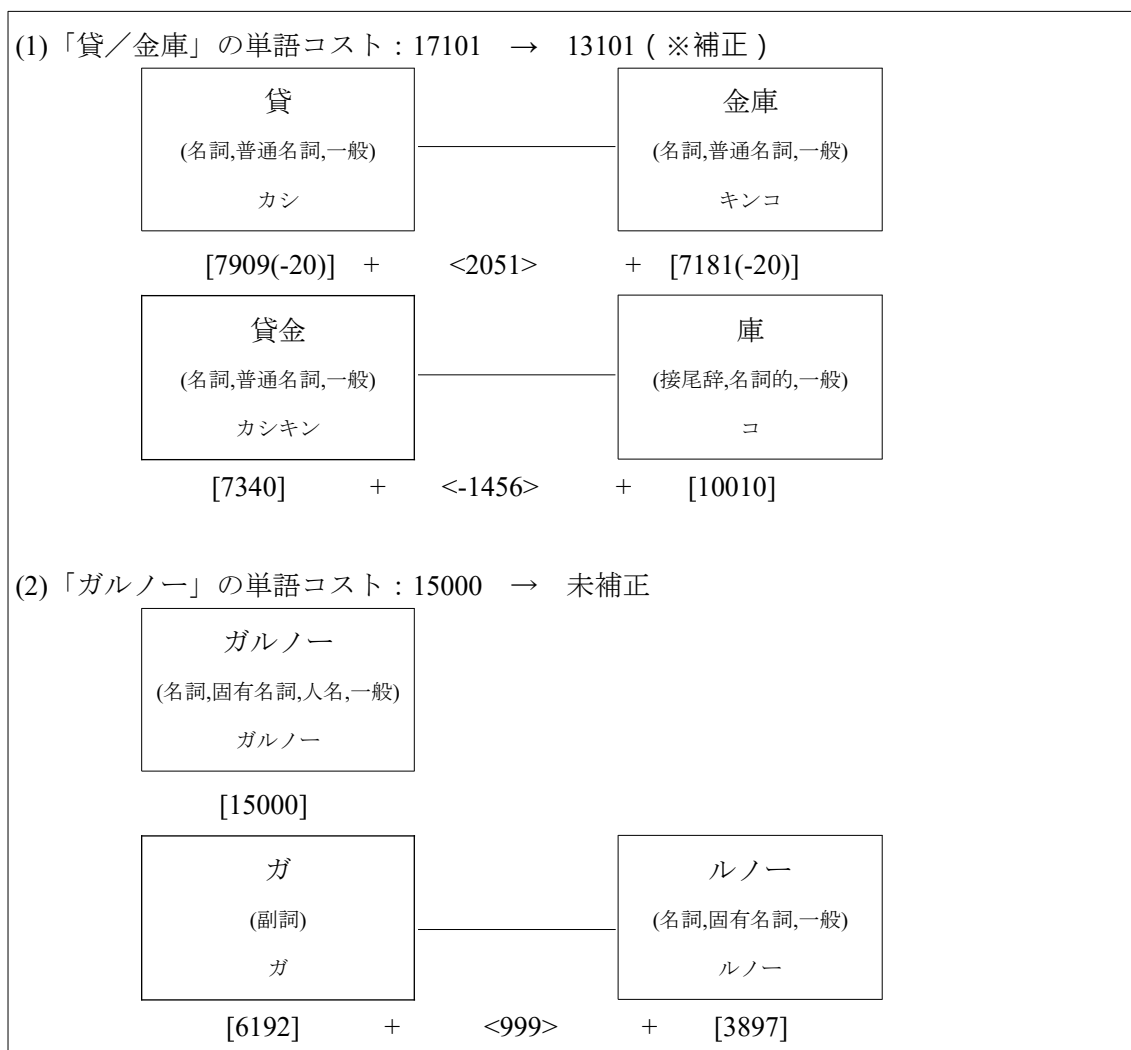 (1)「貸／金庫」の単語コスト：17101　→　13101（※補正）
貸　金庫
(名詞,普通名詞,一般)　(名詞,普通名詞,一般)
カシ　キンコ
[7909(-20)]　+　<2051>　+　[7181(-20)]
貸金　庫
(名詞,普通名詞,一般)　(接尾辞,名詞的,一般)
カシキン　コ
[7340]　+　<-1456>　+　[10010]
(2)「ガルノー」の単語コスト：15000　→　未補正
ガルノー
(名詞,固有名詞,人名,一般)
ガルノー
[15000]
ガ　ルノー
(副詞)　(名詞,固有名詞,一般)
ガ　ルノー
[6192]　+　<999>　+　[3897]